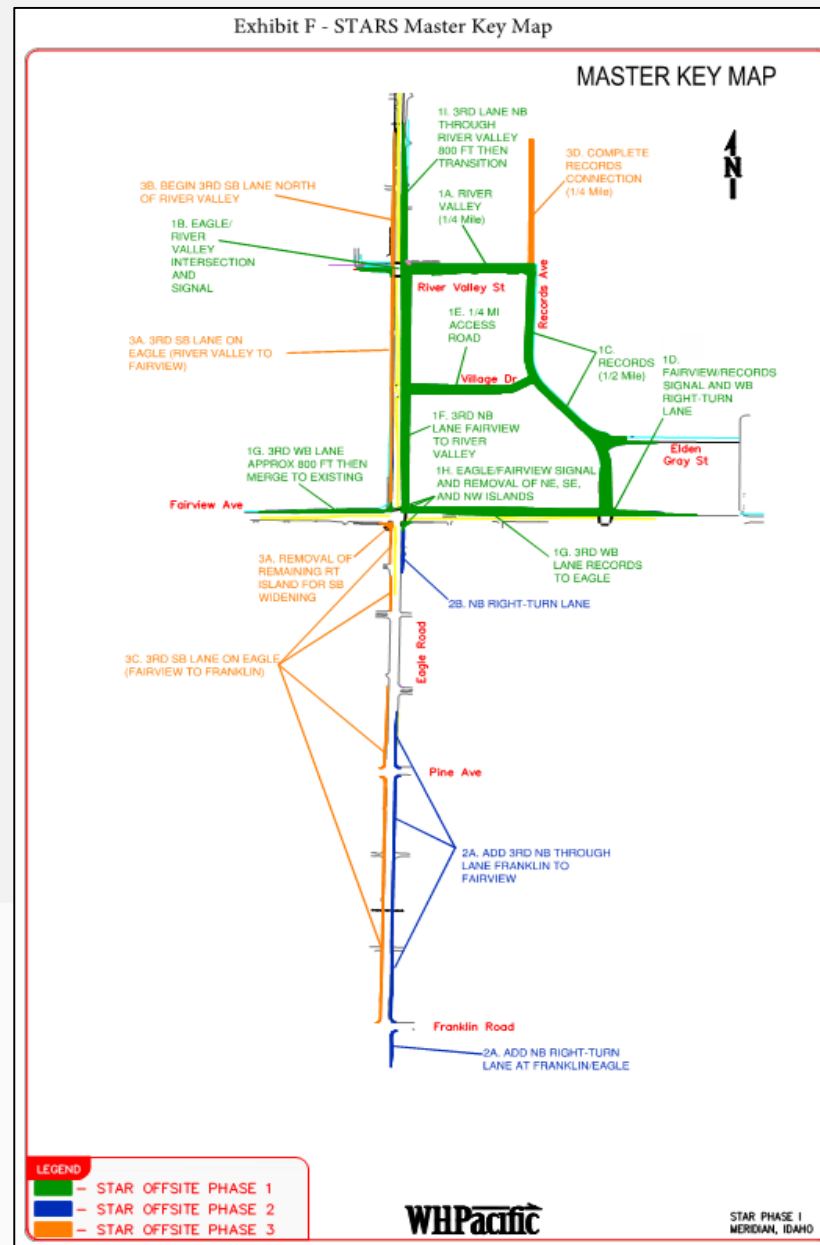 Exhibit F - STARS Master Key Map
MASTER KEY MAP
N
1I. 3RD LANE NB
THROUGH
RIVER VALLEY
800 FT THEN
TRANSITION
3D. COMPLETE
RECORDS
CONNECTION
(1/4 Mile)
3B. BEGIN 3RD SB LANE NORTH
OF RIVER VALLEY
1A. RIVER
VALLEY
(1/4 Mile)
1B. EAGLE/
RIVER
VALLEY
INTERSECTION
AND
SIGNAL
River Valley St
Records Ave
1E. 1/4 MI
ACCESS
ROAD
3A. 3RD SB LANE ON
EAGLE (RIVER VALLEY TO
FAIRVIEW)
1C.
RECORDS
(1/2 Mile)
1D.
FAIRVIEW/RECORDS
SIGNAL AND WB
RIGHT-TURN
LANE
Village Dr
1F. 3RD NB
LANE FAIRVIEW
TO RIVER
VALLEY
1G. 3RD WB LANE
APPROX 800 FT THEN
MERGE TO EXISTING
1H. EAGLE/FAIRVIEW SIGNAL
AND REMOVAL OF NE, SE,
AND NW ISLANDS
Elden
Gray St
Fairview Ave
3A. REMOVAL OF
REMAINING RT
ISLAND FOR SB
WIDENING
1G. 3RD WB
LANE RECORDS
TO EAGLE
2B. NB RIGHT-TURN LANE
Eagle Road
3C. 3RD SB LANE ON EAGLE
(FAIRVIEW TO FRANKLIN)
Pine Ave
2A. ADD 3RD NB THROUGH
LANE FRANKLIN TO
FAIRVIEW
Franklin Road
2A. ADD NB RIGHT-TURN
LANE AT FRANKLIN/EAGLE
LEGEND
- STAR OFFSITE PHASE 1
- STAR OFFSITE PHASE 2
- STAR OFFSITE PHASE 3
WHPacific
STAR PHASE I
MERIDIAN, IDAHO